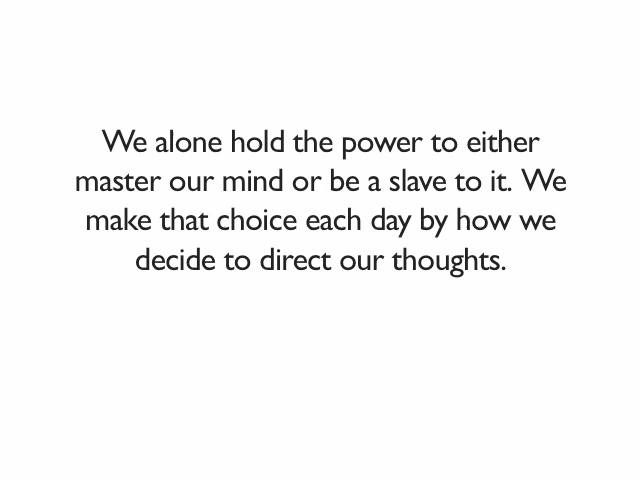 We alone hold the power to either
master our mind or be a slave to it. We
make that choice each day by how we
decide to direct our thoughts.